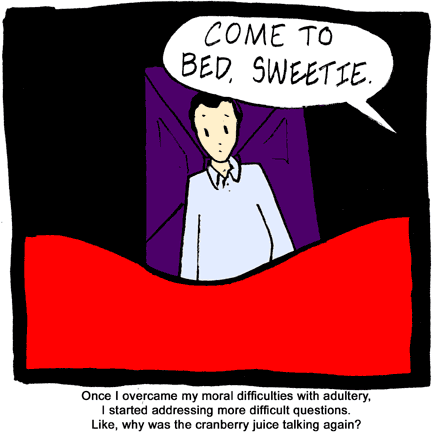 COME TO
BED, SWEETIE.
Once I overcame my moral difficulties with adultery,
I started addressing more difficult questions.
Like, why was the cranberry juice talking again?